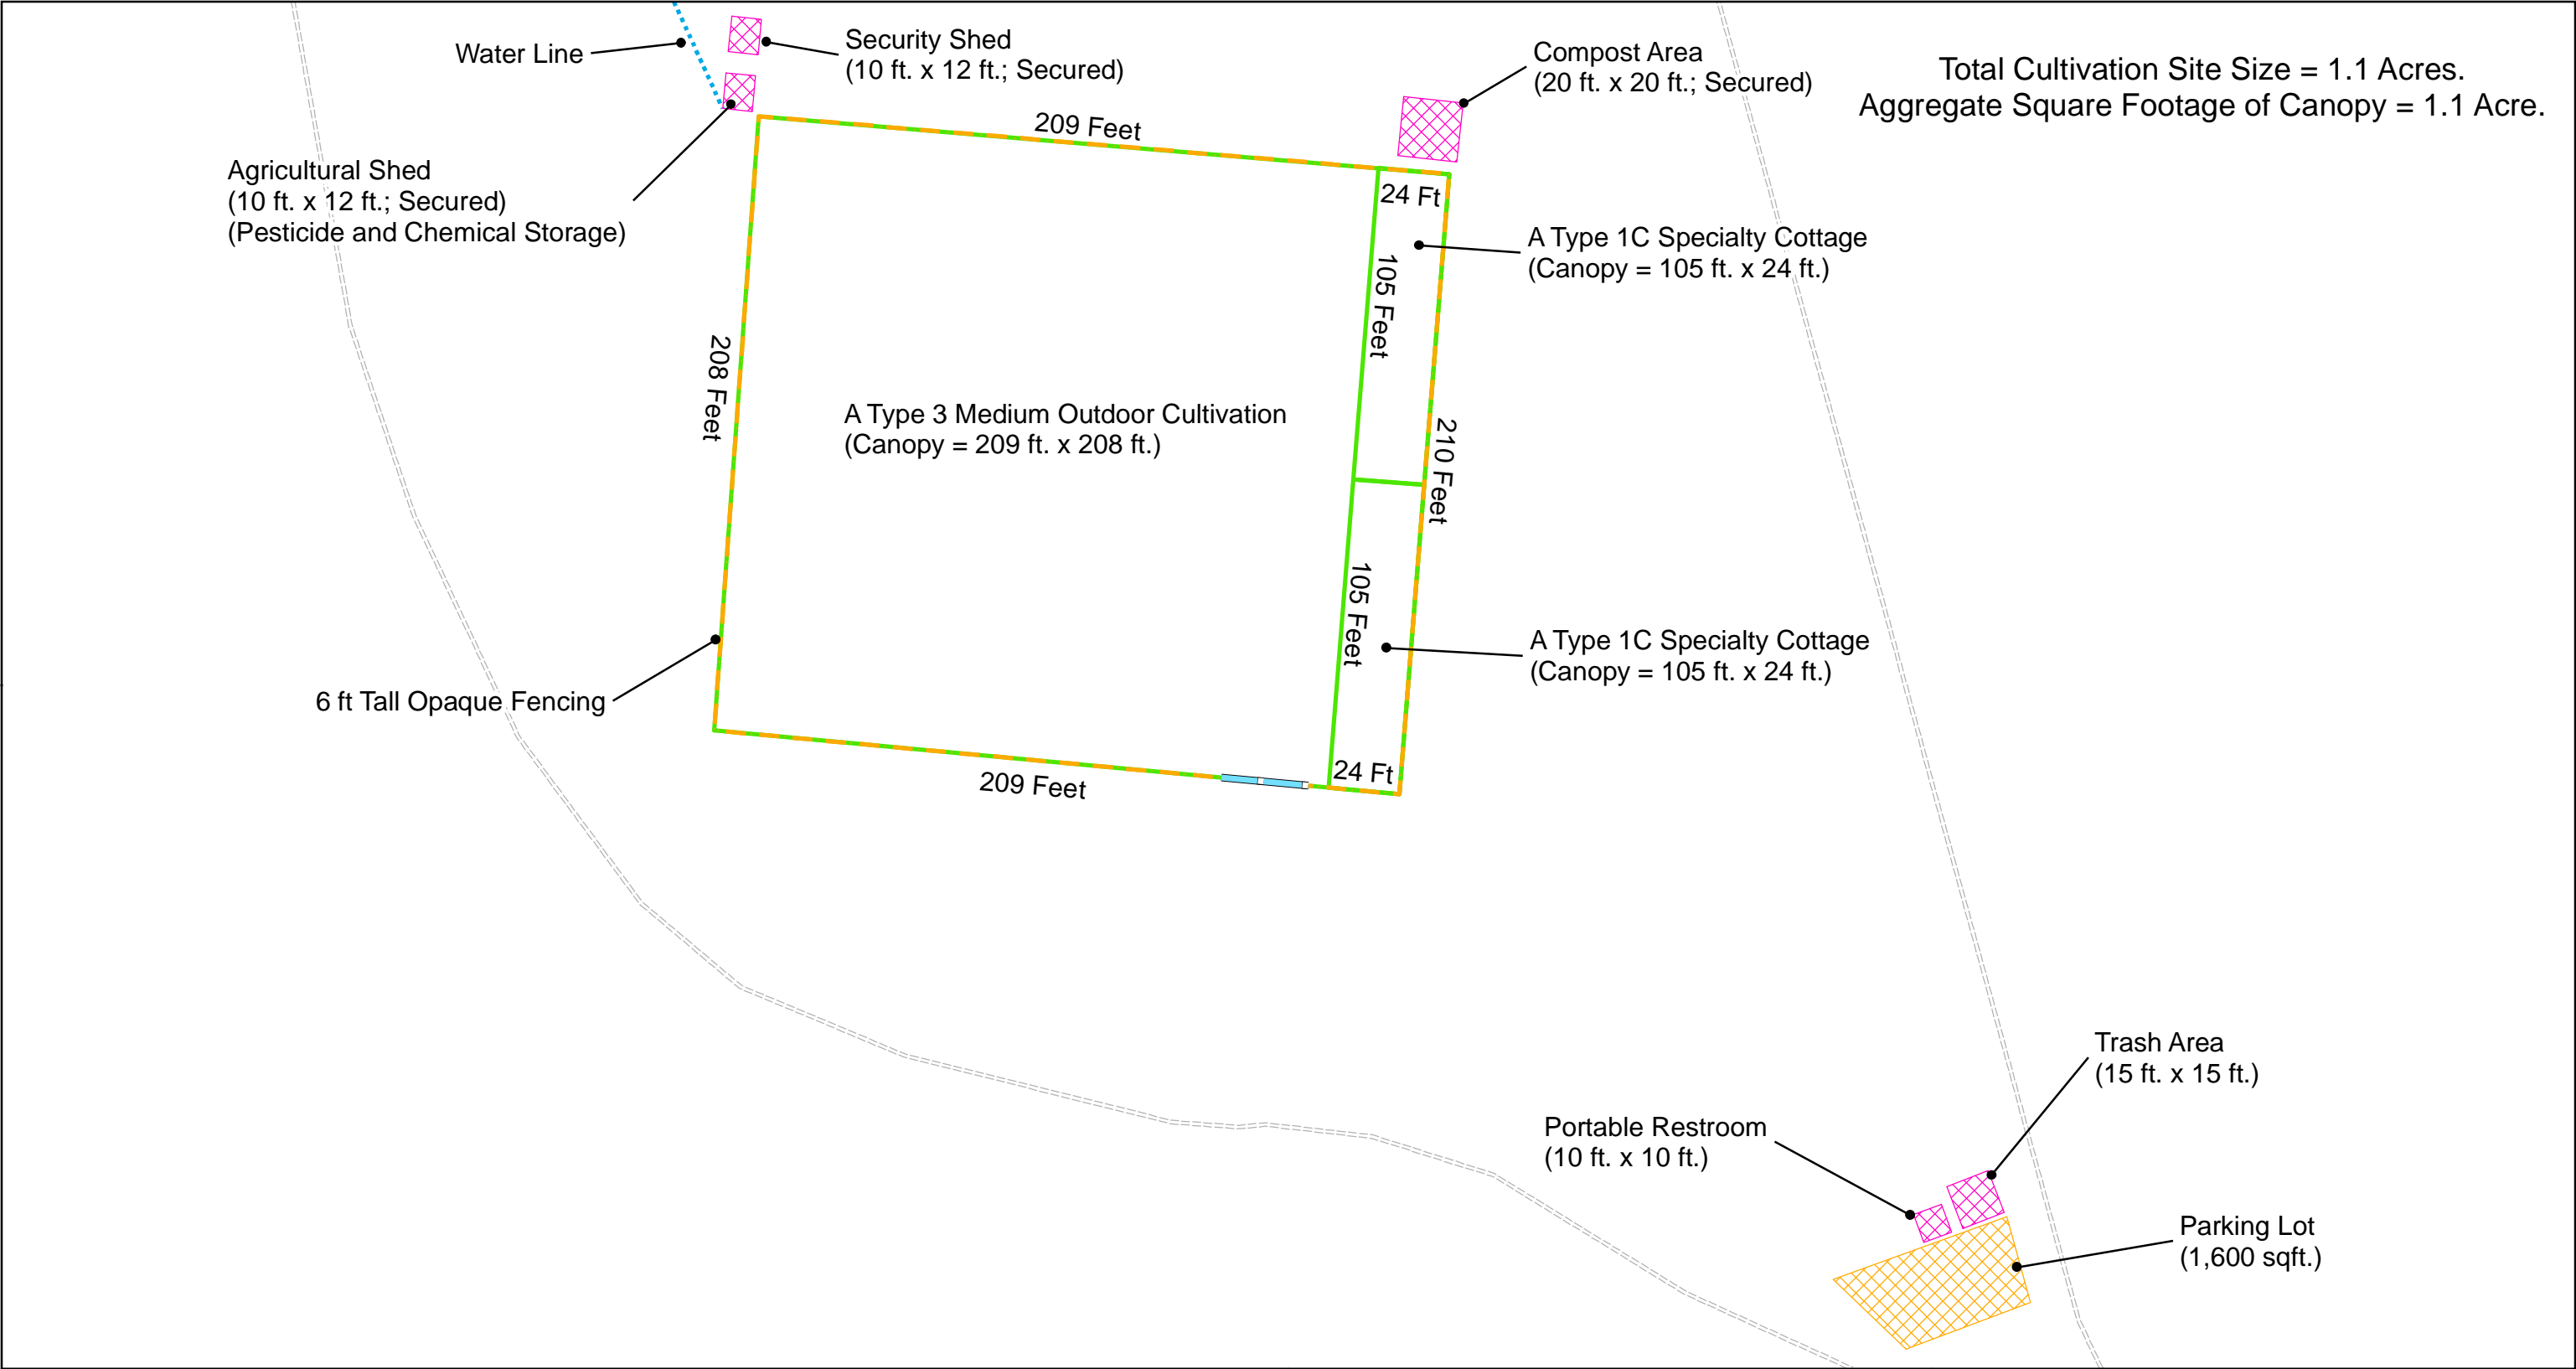 Water Line
Security Shed
(10 ft. x 12 ft.; Secured)
Compost Area
(20 ft. x 20 ft.; Secured)
Total Cultivation Site Size = 1.1 Acres.
Aggregate Square Footage of Canopy = 1.1 Acre.
209 Feet
Agricultural Shed
(10 ft. x 12 ft.; Secured)
(Pesticide and Chemical Storage)
24 Ft
A Type 1C Specialty Cottage
(Canopy = 105 ft. x 24 ft.)
105 Feet
208 Feet
A Type 3 Medium Outdoor Cultivation
(Canopy = 209 ft. x 208 ft.)
210 Feet
105 Feet
A Type 1C Specialty Cottage
(Canopy = 105 ft. x 24 ft.)
6 ft Tall Opaque Fencing
24 Ft
209 Feet
Trash Area
(15 ft. x 15 ft.)
Portable Restroom
(10 ft. x 10 ft.)
Parking Lot
(1,600 sqft.)